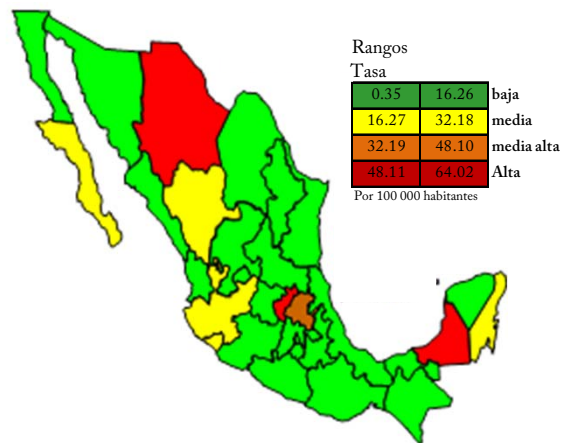 Rangos
Tasa
0.35 16.26 baja
16.27 32.18 media
32.19 48.10 media alta
48.11 64.02 Alta
Por 100 000 habitantes